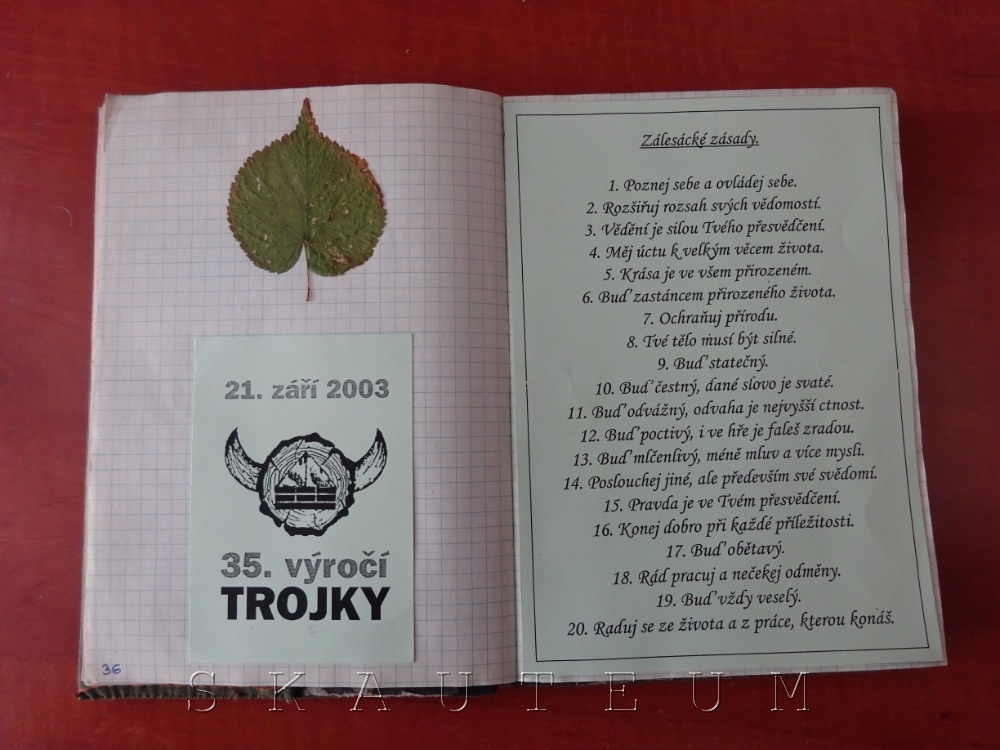 21. září 2003
35. výročí
TROJKY
36
Zálesácké zásady.
1. Poznej sebe a ovládej sebe.
2. Rozšiřuj rozsah svých vědomostí.
3. Vědění je silou Tvého přesvědčení.
4. Měj úctu k velkým věcem života.
5. Krása je ve všem přirozeném.
6. Buď zastáncem přirozeného života.
7. Ochraňuj přírodu.
8. Tvé tělo musí být silné.
9. Buď statečný.
10. Buď čestný, dané slovo je svaté.
11. Buď odvážný, odvaha je nejvyšší ctnost.
12. Buď poctivý, i ve hře je faleš zradou.
13. Buď mlčenlivý, méně mluv a více mysli.
14. Poslouchej jiné, ale především své svědomí.
15. Pravda je ve Tvém přesvědčení.
16. Konej dobro při každé příležitosti.
17. Buď obětavý.
18. Rád pracuj a nečekej odměny.
19. Buď vždy veselý.
20. Raduj se ze života a z práce, kterou konáš.
SKAUTEUM